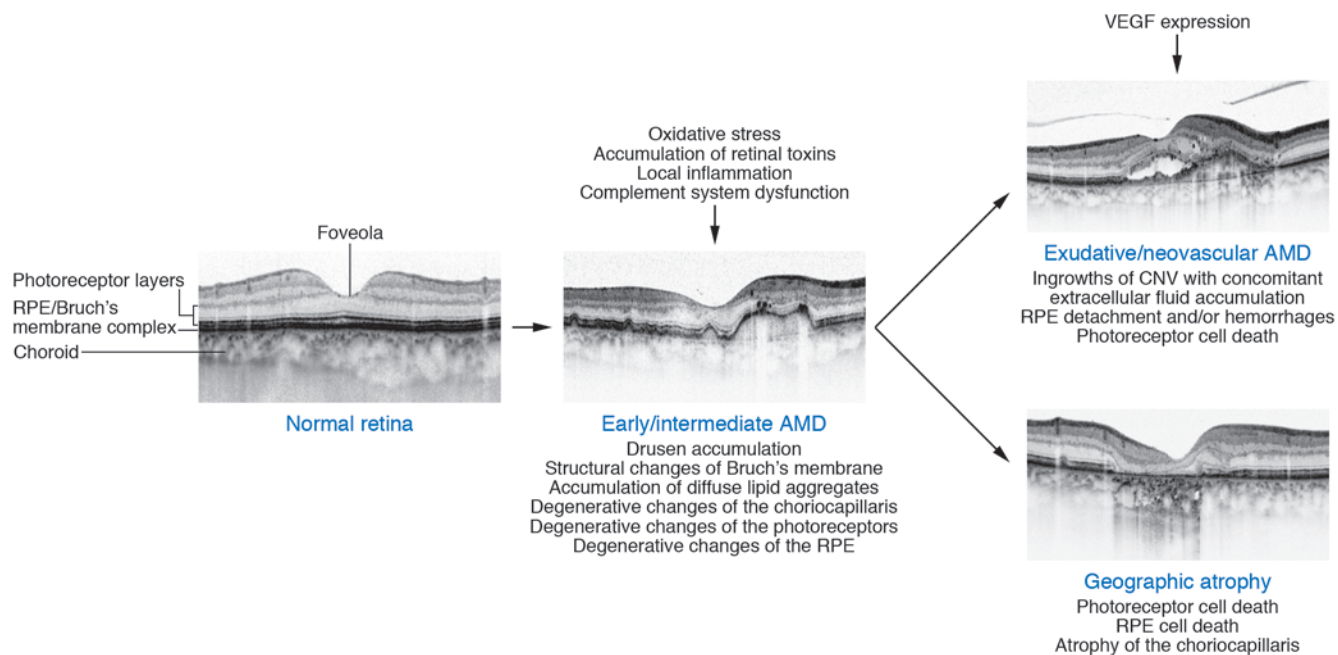 VEGF expression
Oxidative stress
Accumulation of retinal toxins
Local inflammation
Complement system dysfunction
Foveola
Photoreceptor layers
RPE/Bruch's
membrane complex
Choroid
Normal retina
Early/intermediate AMD
Drusen accumulation
Structural changes of Bruch's membrane
Accumulation of diffuse lipid aggregates
Degenerative changes of the choriocapillaris
Degenerative changes of the photoreceptors
Degenerative changes of the RPE
Exudative/neovascular AMD
Ingrowths of CNV with concomitant
extracellular fluid accumulation
RPE detachment and/or hemorrhages
Photoreceptor cell death
Geographic atrophy
Photoreceptor cell death
RPE cell death
Atrophy of the choriocapillaris